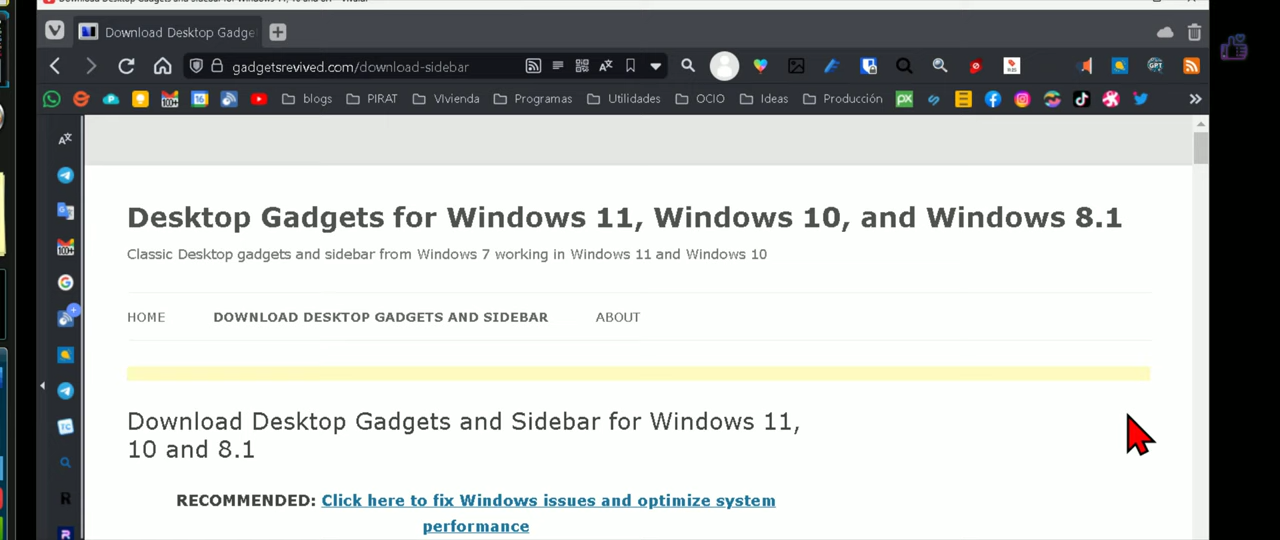 Download Desktop Gadge
gadgetsrevived.com/download-sidebar
blogs
PIRAT
VIvienda
Programas
Utilidades
OCIO
Ideas
Producción
Desktop Gadgets for Windows 11, Windows 10, and Windows 8.1
Classic Desktop gadgets and sidebar from Windows 7 working in Windows 11 and Windows 10
HOME
DOWNLOAD DESKTOP GADGETS AND SIDEBAR
ABOUT
Download Desktop Gadgets and Sidebar for Windows 11,
10 and 8.1
RECOMMENDED: Click here to fix Windows issues and optimize system
performance